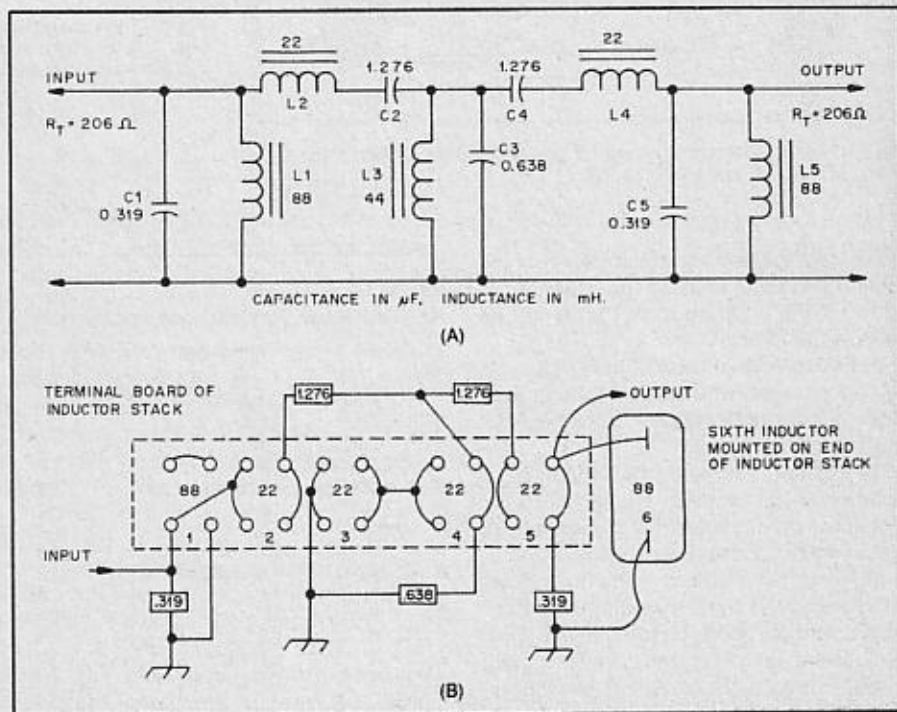 22
22
INPUT
1.276
1.276
OUTPUT
L2
C2
C4
L4
R_T = 206 Ω
R_T = 206 Ω
C3
0.638
L1
88
L3
44
L5
88
C1
0.319
C5
0.319
CAPACITANCE IN µF, INDUCTANCE IN mH.
(A)
TERMINAL BOARD OF
INDUCTOR STACK
1.276
1.276
OUTPUT
SIXTH INDUCTOR
MOUNTED ON END
OF INDUCTOR STACK
88
22
22
22
22
88
1
2
3
4
5
6
INPUT
.319
.638
.319
(B)